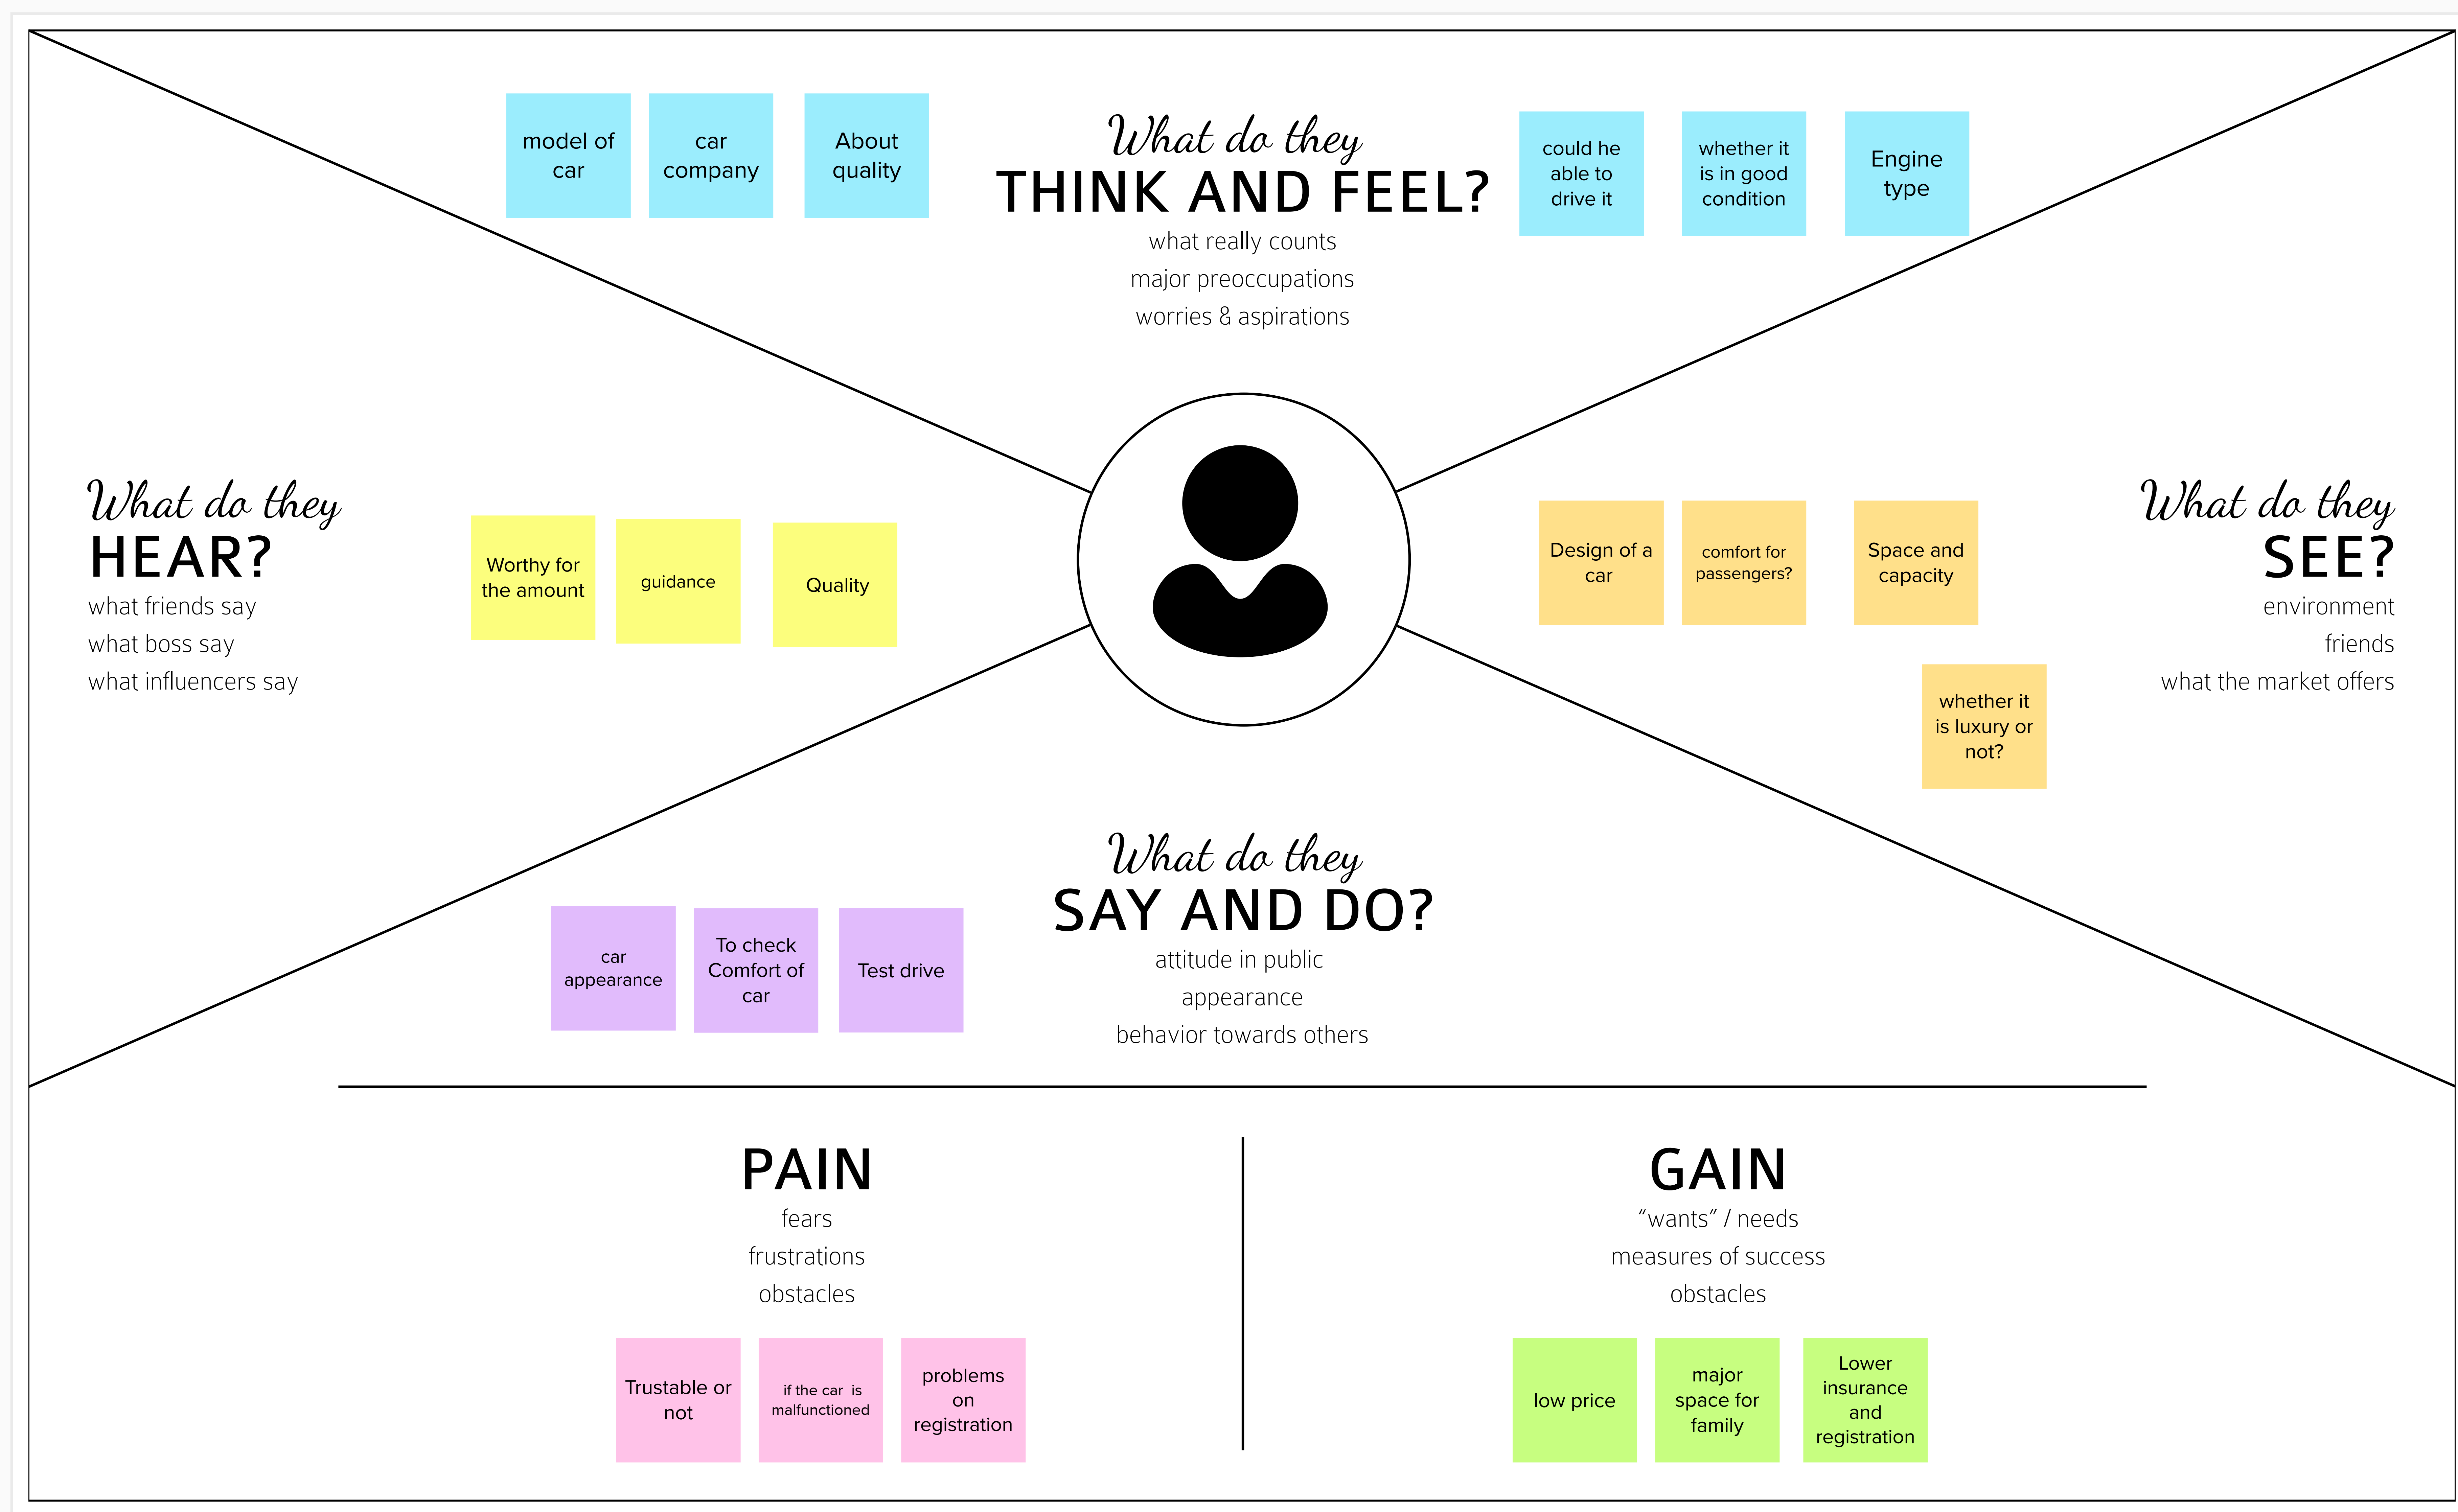 model of
car
car
company
About
quality
What do they
THINK AND FEEL?
what really counts
major preoccupations
worries & aspirations
could he
able to
drive it
whether it
is in good
condition
Engine
type
What do they
HEAR?
what friends say
what boss say
what influencers say
Worthy for
the amount
guidance
Quality
Design of a
car
comfort for
passengers?
Space and
capacity
whether it
is luxury or
not?
What do they
SEE?
environment
friends
what the market offers
What do they
SAY AND DO?
attitude in public
appearance
behavior towards others
car
appearance
To check
Comfort of
car
Test drive
PAIN
fears
frustrations
obstacles
Trustable or
not
if the car is
malfunctioned
problems
on
registration
GAIN
“wants” / needs
measures of success
obstacles
low price
major
space for
family
Lower
insurance
and
registration